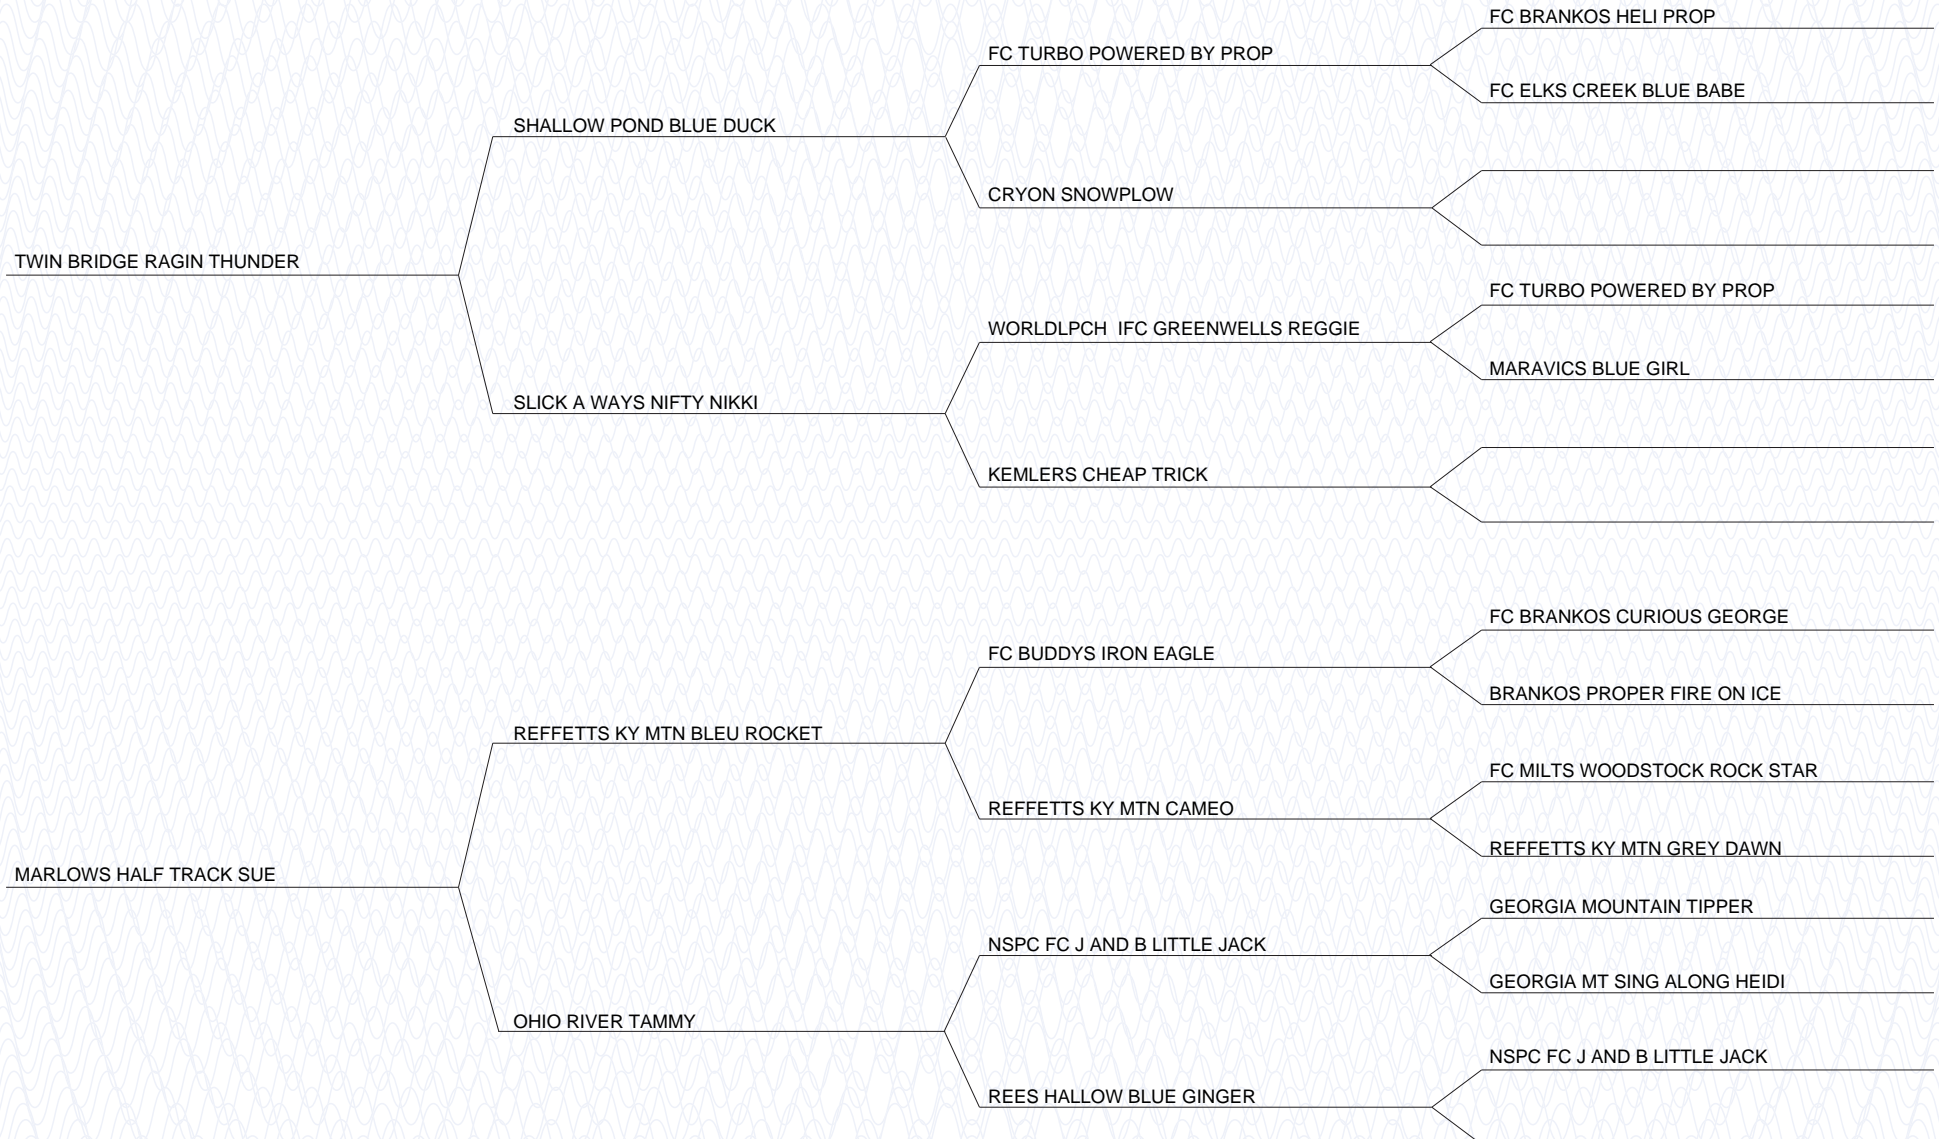 FC BRANKOS HELI PROP
FC TURBO POWERED BY PROP
FC ELKS CREEK BLUE BABE
SHALLOW POND BLUE DUCK
CRYON SNOWPLOW
TWIN BRIDGE RAGIN THUNDER
FC TURBO POWERED BY PROP
WORLDLPCH  IFC GREENWELLS REGGIE
MARAVICS BLUE GIRL
SLICK A WAYS NIFTY NIKKI
KEMLERS CHEAP TRICK
FC BRANKOS CURIOUS GEORGE
FC BUDDYS IRON EAGLE
BRANKOS PROPER FIRE ON ICE
REFFETTS KY MTN BLEU ROCKET
FC MILTS WOODSTOCK ROCK STAR
REFFETTS KY MTN CAMEO
REFFETTS KY MTN GREY DAWN
MARLOWS HALF TRACK SUE
GEORGIA MOUNTAIN TIPPER
NSPC FC J AND B LITTLE JACK
GEORGIA MT SING ALONG HEIDI
OHIO RIVER TAMMY
NSPC FC J AND B LITTLE JACK
REES HALLOW BLUE GINGER